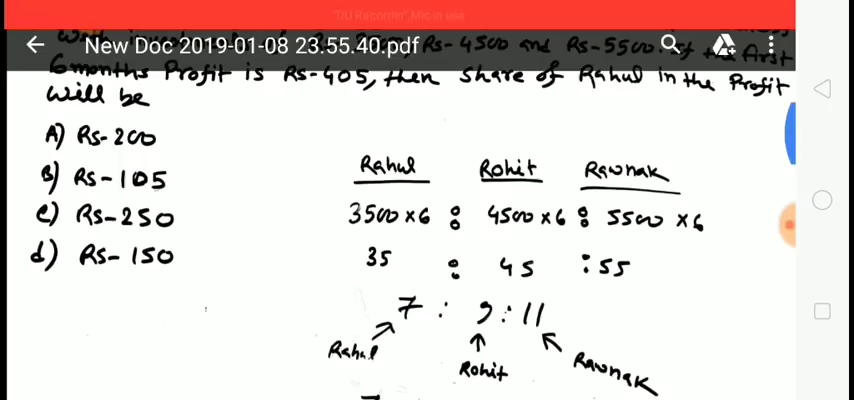 "DU Recorder",Mic in use
New Doc 2019-01-08 23.55.40.pdf
Rs-4500 and Rs-5500. If the first
6months Profit is Rs-405, then share of Rahul in the Profit
will be
A) Rs-200
B) Rs-105
c) Rs-250
d) Rs-150
Rahul Rohit Rawnak
3500×6 : 4500×6 : 5500×6
35 : 45 : 55
7 : 9 : 11
Rahul Rohit Rawnak